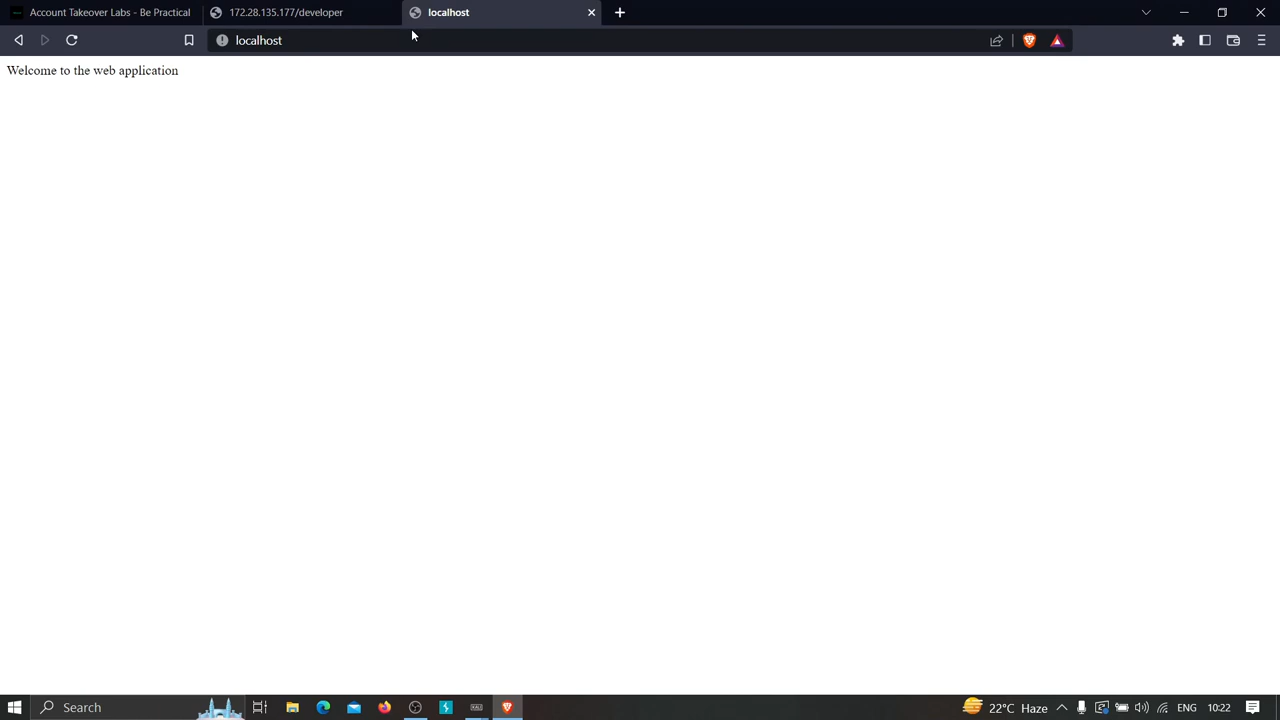 Account Takeover Labs - Be Practical
172.28.135.177/developer
localhost
localhost
Welcome to the web application
Search
22°C Haze
ENG
10:22